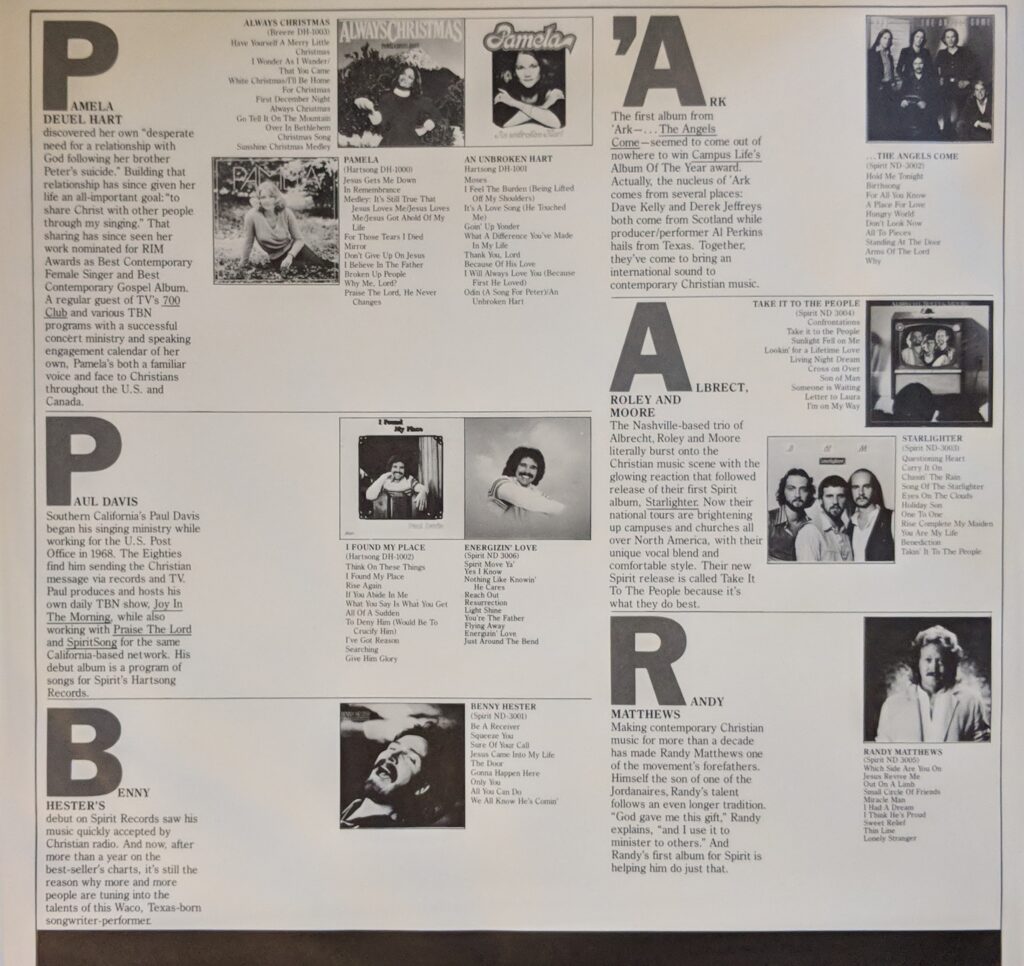 PAMELA
DEUEL HART
discovered her own "desperate
need for a relationship with
God following her brother
Peter's suicide." Building that
relationship has since given her
life an all-important goal: "to
share Christ with other people
through my singing." That
sharing has since seen her
work nominated for RIM
Awards as Best Contemporary
Female Singer and Best
Contemporary Gospel Album.
A regular guest of TV's 700
Club and various TBN
programs with a successful
concert ministry and speaking
engagement calendar of her
own, Pamela's both a familiar
voice and face to Christians
throughout the U.S. and
Canada.
ALWAYS CHRISTMAS
(Breeze DH-1003)
Have Yourself A Merry Little
Christmas
I Wonder As I Wander/
That You Came
White Christmas/I'll Be Home
For Christmas
First December Night
Always Christmas
Go Tell It On The Mountain
Over In Bethlehem
Christmas Song
Sunshine Christmas Medley
ALWAYS CHRISTMAS
Pamela
An unbroken Hart
PAMELA
PAMELA
(Hartsong DH-1000)
Jesus Gets Me Down
In Remembrance
Medley: It's Still True That
Jesus Loves Me/Jesus Loves
Me/Jesus Got Ahold Of My
Life
For Those Tears I Died
Mirror
Don't Give Up On Jesus
I Believe In The Father
Broken Up People
Why Me, Lord?
Praise The Lord, He Never
Changes
AN UNBROKEN HART
Hartsong DH-1001
Moses
I Feel The Burden (Being Lifted
Off My Shoulders)
It's A Love Song (He Touched
Me)
Goin' Up Yonder
What A Difference You've Made
In My Life
Thank You, Lord
Because Of His Love
I Will Always Love You (Because
First He Loved)
Odin (A Song For Peter)/An
Unbroken Hart
PAUL DAVIS
Southern California's Paul Davis
began his singing ministry while
working for the U.S. Post
Office in 1968. The Eighties
find him sending the Christian
message via records and TV.
Paul produces and hosts his
own daily TBN show, Joy In
The Morning, while also
working with Praise The Lord
and SpiritSong for the same
California-based network. His
debut album is a program of
songs for Spirit's Hartsong
Records.
I Found
My Place
Paul Davis
I FOUND MY PLACE
(Hartsong DH-1002)
Think On These Things
I Found My Place
Rise Again
If You Abide In Me
What You Say Is What You Get
All Of A Sudden
To Deny Him (Would Be To
Crucify Him)
I've Got Reason
Searching
Give Him Glory
ENERGIZIN' LOVE
(Spirit ND 3006)
Spirit Move Ya'
Yes I Know
Nothing Like Knowin'
He Cares
Reach Out
Resurrection
Light Shine
You're The Father
Flying Away
Energizin' Love
Just Around The Bend
BENNY
HESTER'S
debut on Spirit Records saw his
music quickly accepted by
Christian radio. And now, after
more than a year on the
best-seller's charts, it's still the
reason why more and more
people are tuning into the
talents of this Waco, Texas-born
songwriter-performer.
BENNY HESTER
BENNY HESTER
(Spirit ND-3001)
Be A Receiver
Squeeze You
Sure Of Your Call
Jesus Came Into My Life
The Door
Gonna Happen Here
Only You
All You Can Do
We All Know He's Comin'
'ARK
The first album from
'Ark—. . . The Angels
Come—seemed to come out of
nowhere to win Campus Life's
Album Of The Year award.
Actually, the nucleus of 'Ark
comes from several places:
Dave Kelly and Derek Jeffreys
both come from Scotland while
producer/performer Al Perkins
hails from Texas. Together,
they've come to bring an
international sound to
contemporary Christian music.
THE ANGELS COME
. . .THE ANGELS COME
(Spirit ND-3002)
Hold Me Tonight
Birthsong
For All You Know
A Place For Love
Hungry World
Don't Look Now
All To Pieces
Standing At The Door
Arms Of The Lord
Why
ALBRECT,
ROLEY AND
MOORE
The Nashville-based trio of
Albrecht, Roley and Moore
literally burst onto the
Christian music scene with the
glowing reaction that followed
release of their first Spirit
album, Starlighter. Now their
national tours are brightening
up campuses and churches all
over North America, with their
unique vocal blend and
comfortable style. Their new
Spirit release is called Take It
To The People because it's
what they do best.
TAKE IT TO THE PEOPLE
(Spirit ND 3004)
Confrontations
Take it to the People
Sunlight Fell on Me
Lookin' for a Lifetime Love
Living Night Dream
Cross on Over
Son of Man
Someone is Waiting
Letter to Laura
I'm on My Way
STARLIGHTER
(Spirit ND-3003)
Questioning Heart
Carry It On
Chasin' The Rain
Song Of The Starlighter
Eyes On The Clouds
Holiday Son
One To One
Rise Complete My Maiden
You Are My Life
Benediction
Takin' It To The People
RANDY
MATTHEWS
Making contemporary Christian
music for more than a decade
has made Randy Matthews one
of the movement's forefathers.
Himself the son of one of the
Jordanaires, Randy's talent
follows an even longer tradition.
"God gave me this gift," Randy
explains, "and I use it to
minister to others." And
Randy's first album for Spirit is
helping him do just that.
RANDY MATTHEWS
(Spirit ND 3005)
Which Side Are You On
Jesus Revive Me
Out On A Limb
Small Circle Of Friends
Miracle Man
I Had A Dream
I Think He's Proud
Sweet Relief
Thin Line
Lonely Stranger